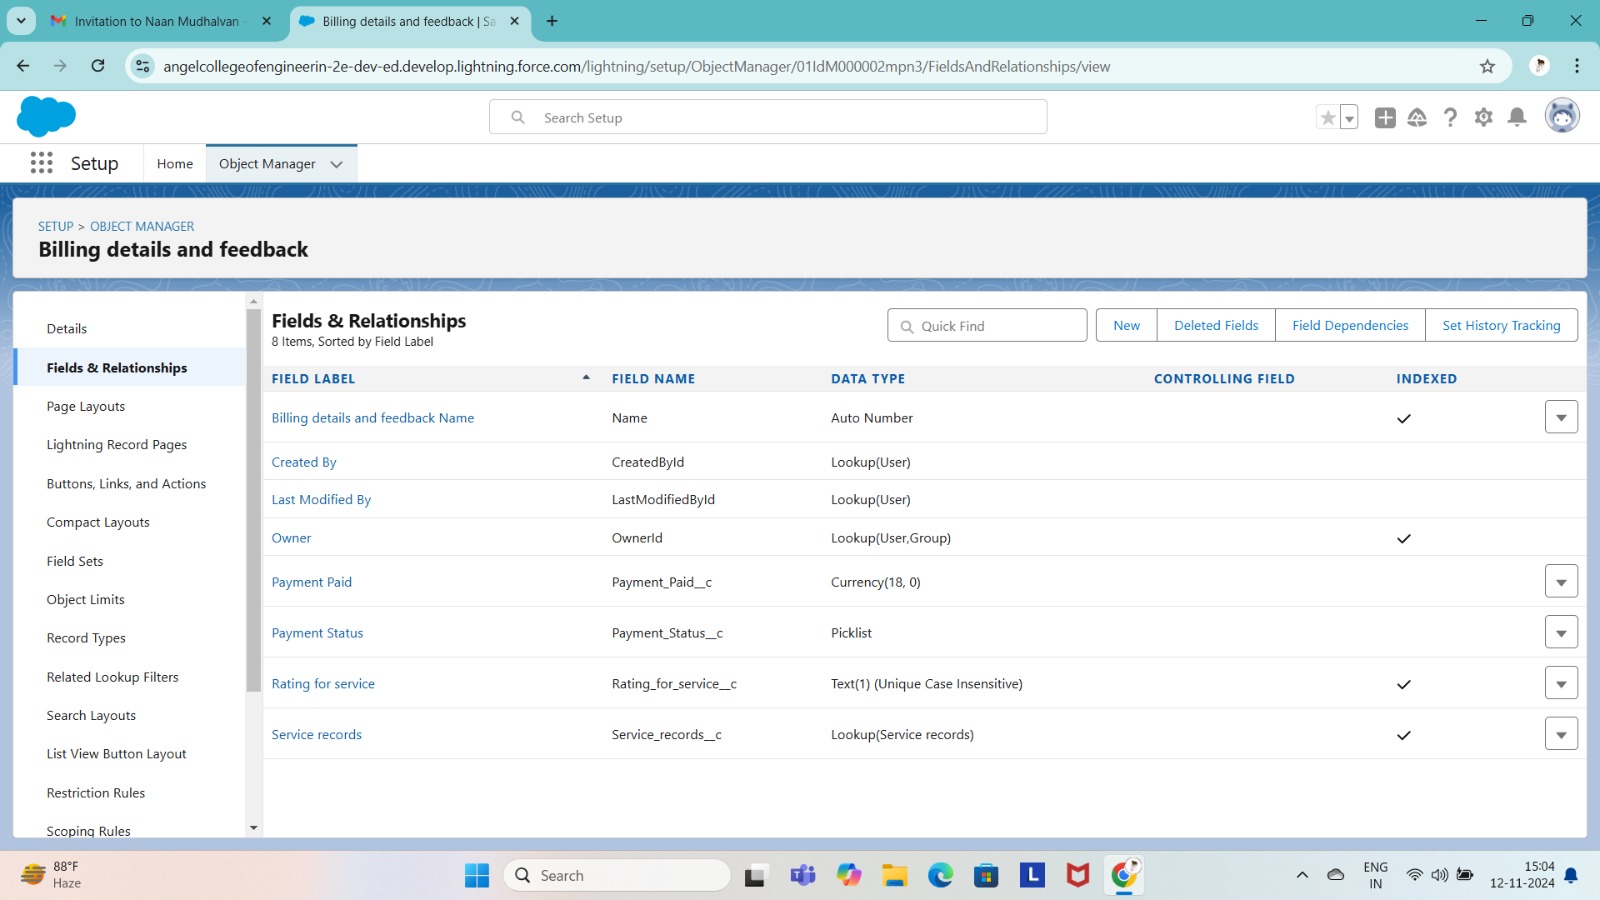 Invitation to Naan Mudhalvan
Billing details and feedback | Sa
angelcollegeofengineerin-2e-dev-ed.develop.lightning.force.com/lightning/setup/ObjectManager/01IdM000002mpn3/FieldsAndRelationships/view
Search Setup
Setup Home Object Manager
SETUP > OBJECT MANAGER
Billing details and feedback
Details
Fields & Relationships
Page Layouts
Lightning Record Pages
Buttons, Links, and Actions
Compact Layouts
Field Sets
Object Limits
Record Types
Related Lookup Filters
Search Layouts
List View Button Layout
Restriction Rules
Scoping Rules
Fields & Relationships
8 Items, Sorted by Field Label
Quick Find New Deleted Fields Field Dependencies Set History Tracking
FIELD LABEL FIELD NAME DATA TYPE CONTROLLING FIELD INDEXED
Billing details and feedback Name Name Auto Number
Created By CreatedById Lookup(User)
Last Modified By LastModifiedById Lookup(User)
Owner OwnerId Lookup(User,Group)
Payment Paid Payment_Paid__c Currency(18, 0)
Payment Status Payment_Status__c Picklist
Rating for service Rating_for_service__c Text(1) (Unique Case Insensitive)
Service records Service_records__c Lookup(Service records)
88°F
Haze
Search
L
ENG
IN
15:04
12-11-2024